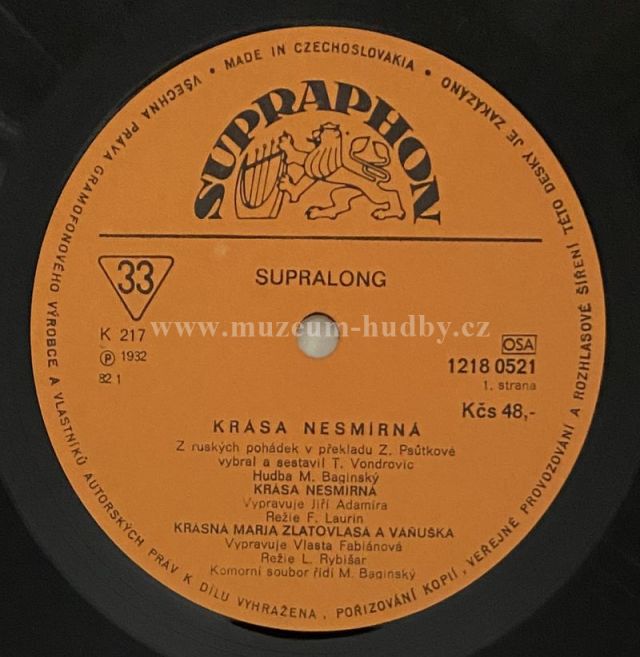 VŠECHNA PRÁVA GRAMOFONOVÉHO VÝROBCE A VLASTNÍKŮ AUTORSKÝCH PRÁV K DÍLU VYHRAŽENA, POŘIZOVÁNÍ KOPIÍ, VEŘEJNÉ PROVOZOVÁNÍ A ROZHLASOVÉ ŠÍŘENÍ TÉTO DESKY JE ZAKÁZÁNO • MADE IN CZECHOSLOVAKIA •
SUPRAPHON
33
SUPRALONG
www.muzeum-hudby.cz
K 217
Ⓟ 1932
82 1
OSA
1218 0521
1. strana
Kčs 48,-
KRÁSA NESMÍRNÁ
Z ruských pohádek v překladu Z. Psůtkové
vybral a sestavil T. Vondrovic
Hudba M. Baginský
KRÁSA NESMÍRNÁ
Vypravuje Jiří Adamíra
Režie F. Laurin
KRÁSNÁ MARJA ZLATOVLASÁ A VÁŇUŠKA
Vypravuje Vlasta Fabiánová
Režie L. Rybišar
Komorní soubor řídí M. Baginský